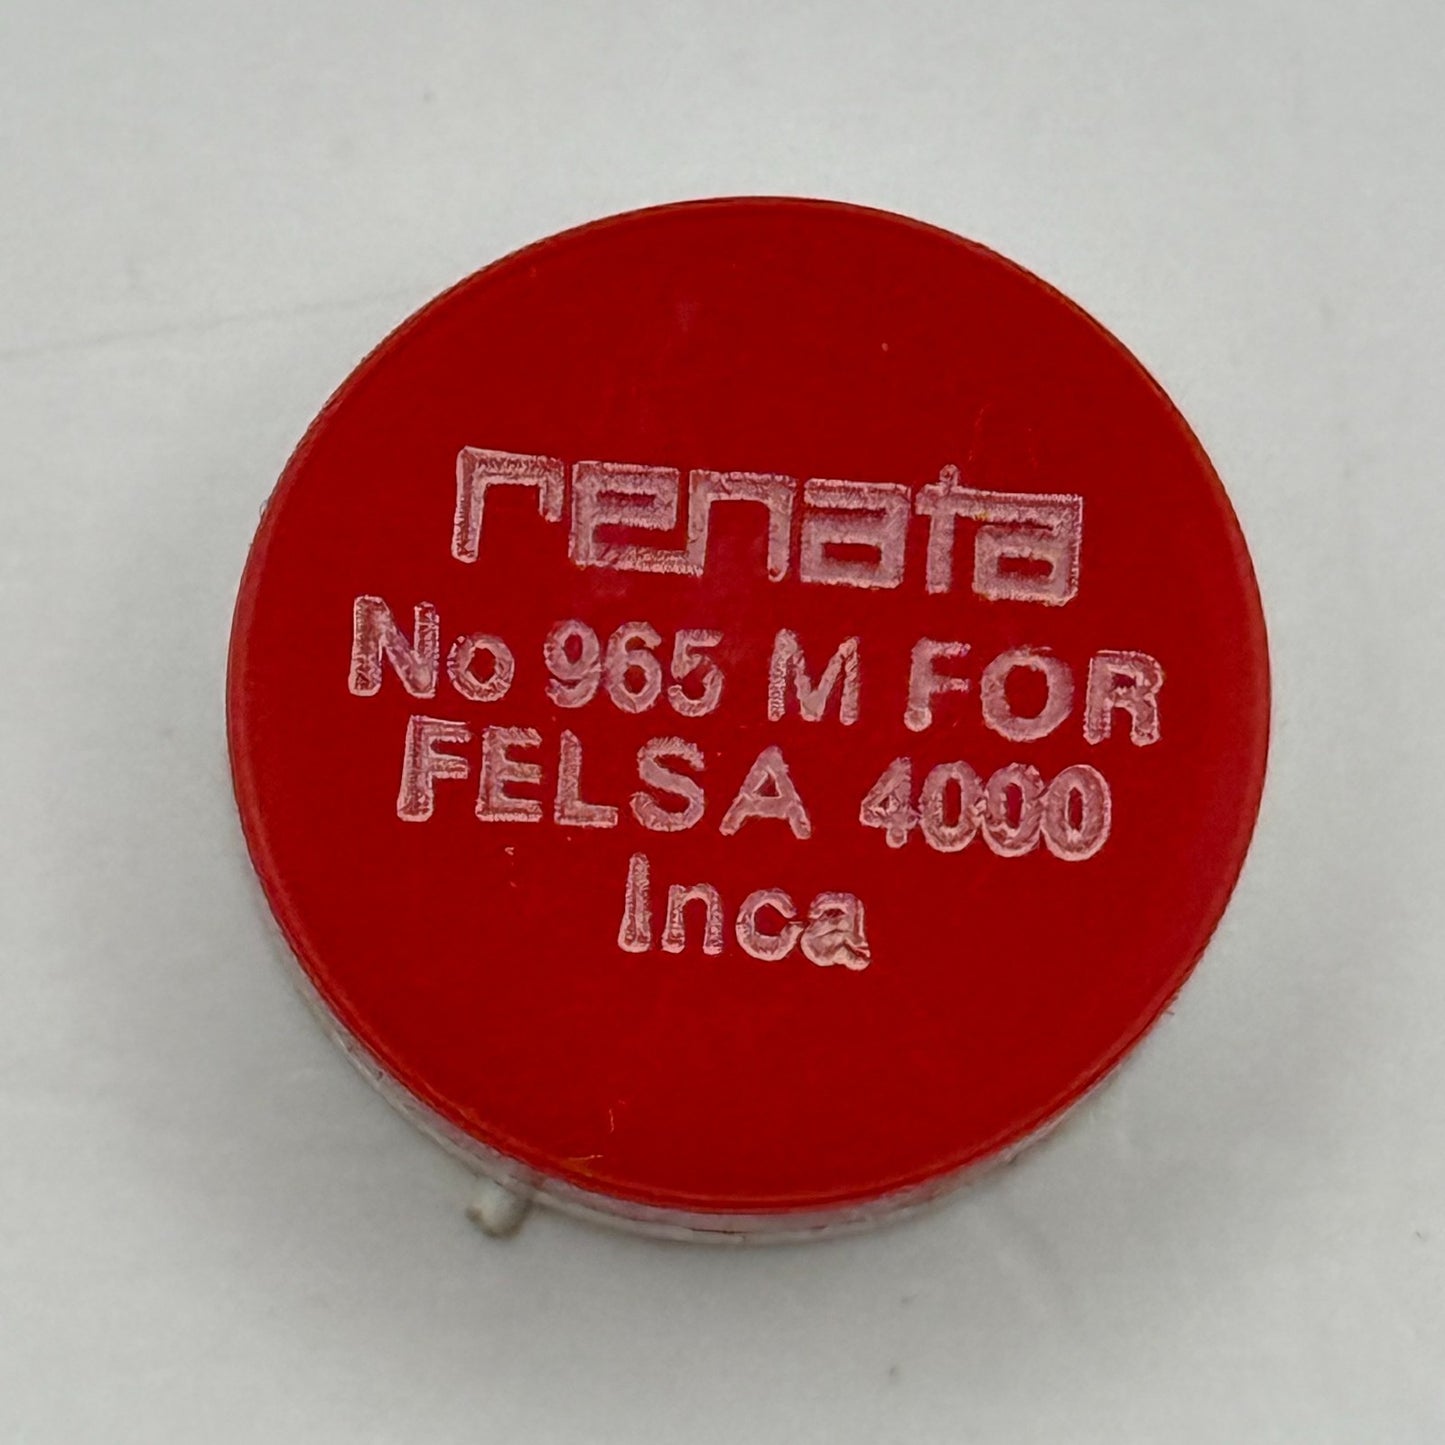 renata
No 965 M FOR
FELSA 4000
Inca